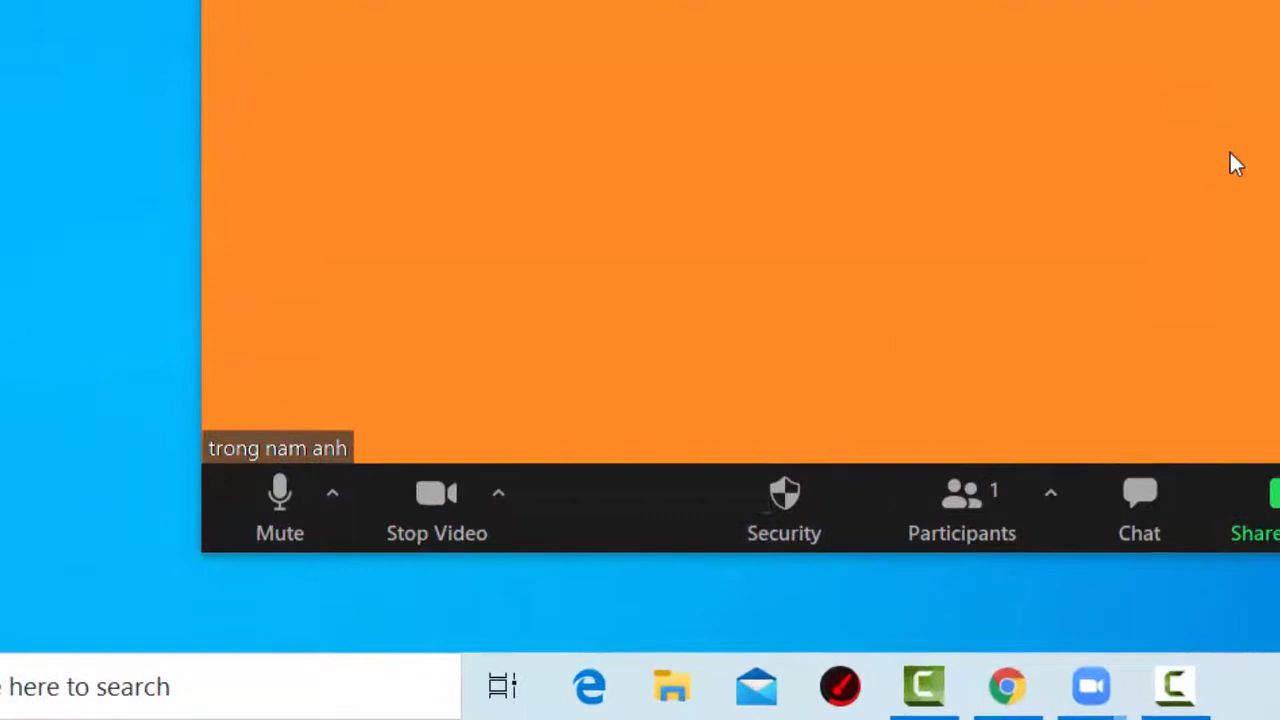 trong nam anh
1
Mute
Stop Video
Security
Participants
Chat
Share
here to search